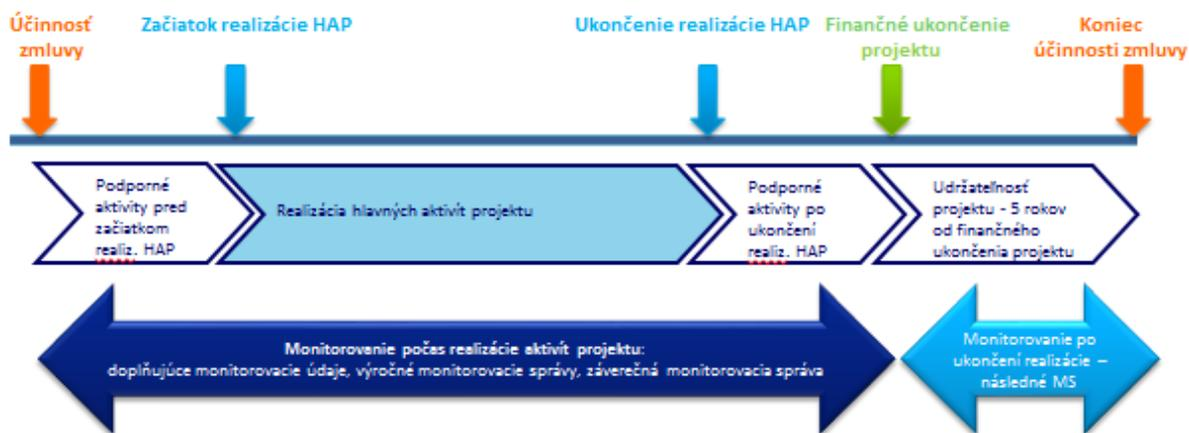 Účinnosť
zmluvy
Začiatok realizácie HAP
Ukončenie realizácie HAP
Finančné ukončenie
projektu
Koniec
účinnosti zmluvy
Podporné
aktivity pred
začiatkom
realiz. HAP
Realizácia hlavných aktivít projektu
Podporné
aktivity po
ukončení
realiz. HAP
Udržateľnosť
projektu - 5 rokov
od finančného
ukončenia projektu
Monitorovanie počas realizácie aktivít projektu:
doplňujúce monitorovacie údaje, výročné monitorovacie správy, záverečná monitorovacia správa
Monitorovanie po
ukončení realizácie –
následné MS